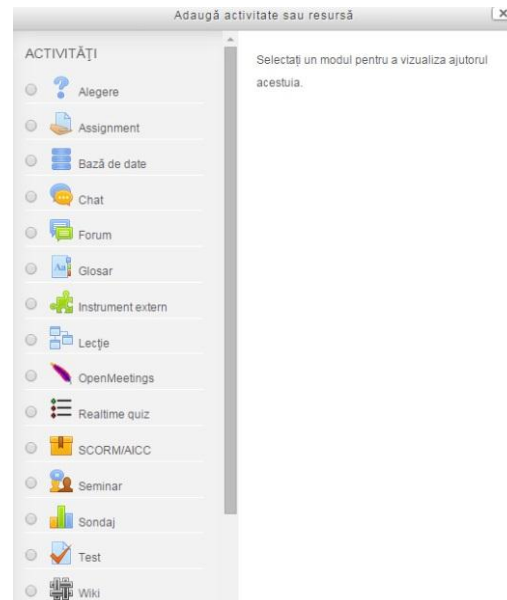 Adaugă activitate sau resursă
ACTIVITĂŢI
Alegere
Assignment
Bază de date
Chat
Forum
Glosar
Instrument extern
Lecţie
OpenMeetings
Realtime quiz
SCORM/AICC
Seminar
Sondaj
Test
Wiki
Selectați un modul pentru a vizualiza ajutorul
acestuia.